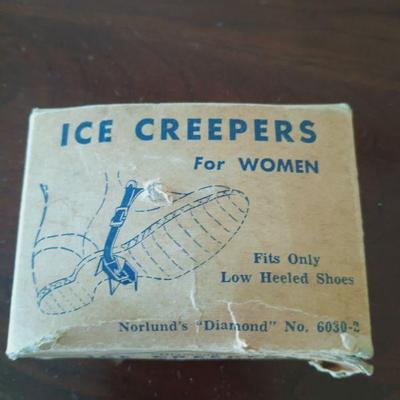 ICE CREEPERS
For WOMEN
Fits Only
Low Heeled Shoes
Norlund's "Diamond" No. 6030-2